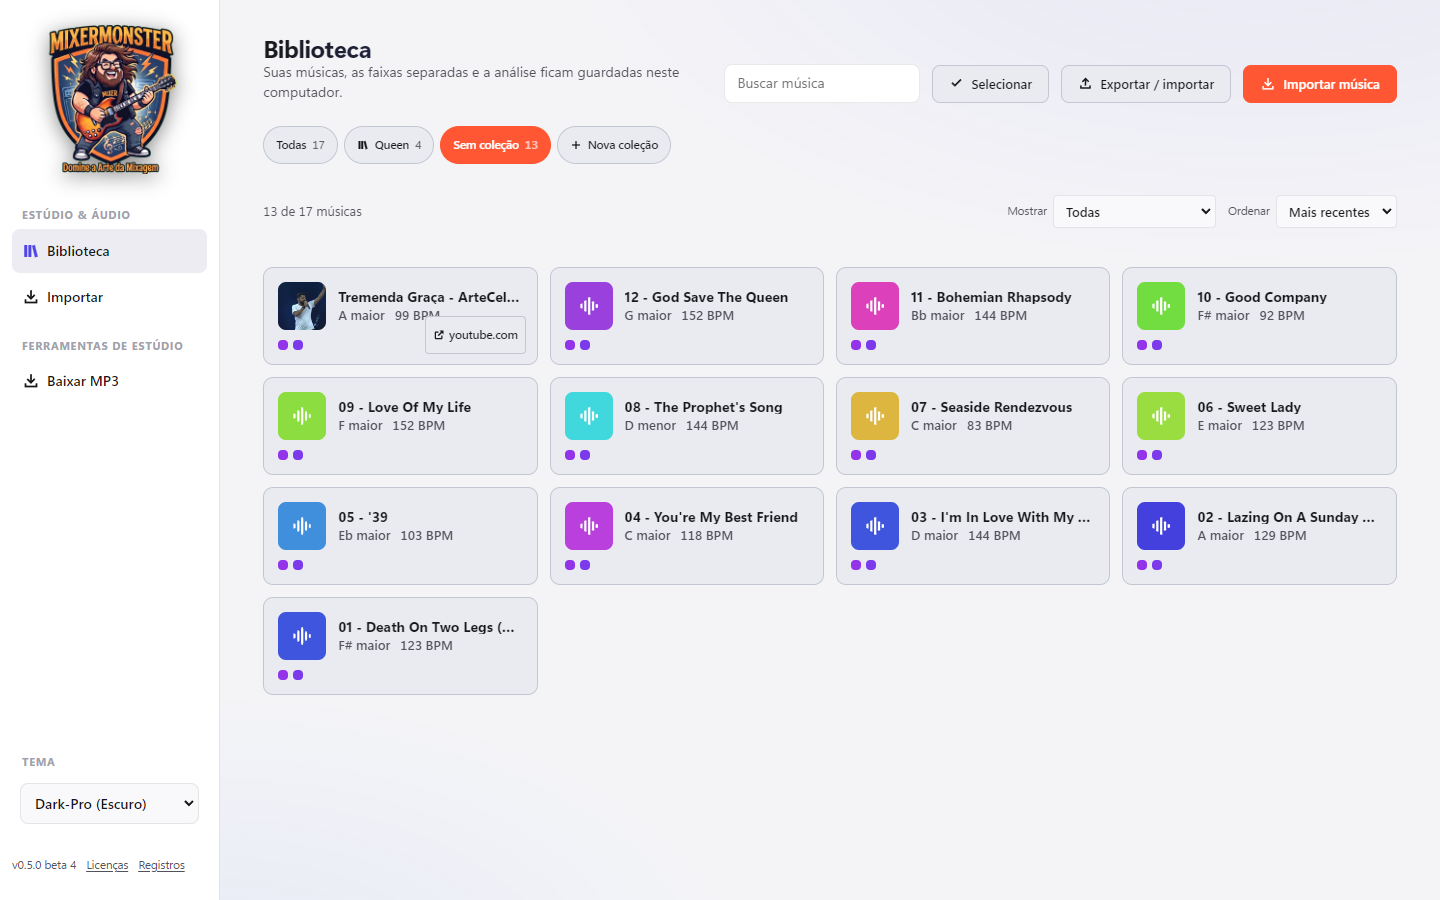 MIXERMONSTER
MIXER
Domine a Arte da Mixagem
ESTÚDIO & ÁUDIO
Biblioteca
Importar
FERRAMENTAS DE ESTÚDIO
Baixar MP3
TEMA
Dark-Pro (Escuro)
v0.5.0 beta 4 Licenças Registros
Biblioteca
Suas músicas, as faixas separadas e a análise ficam guardadas neste
computador.
Buscar música
Selecionar
Exportar / importar
Importar música
Todas 17
Queen 4
Sem coleção 13
+ Nova coleção
13 de 17 músicas
Mostrar Todas
Ordenar Mais recentes
Tremenda Graça - ArteCel...
A maior 99 BPM
youtube.com
12 - God Save The Queen
G maior 152 BPM
11 - Bohemian Rhapsody
Bb maior 144 BPM
10 - Good Company
F# maior 92 BPM
09 - Love Of My Life
F maior 152 BPM
08 - The Prophet's Song
D menor 144 BPM
07 - Seaside Rendezvous
C maior 83 BPM
06 - Sweet Lady
E maior 123 BPM
05 - '39
Eb maior 103 BPM
04 - You're My Best Friend
C maior 118 BPM
03 - I'm In Love With My ...
D maior 144 BPM
02 - Lazing On A Sunday ...
A maior 129 BPM
01 - Death On Two Legs (...
F# maior 123 BPM